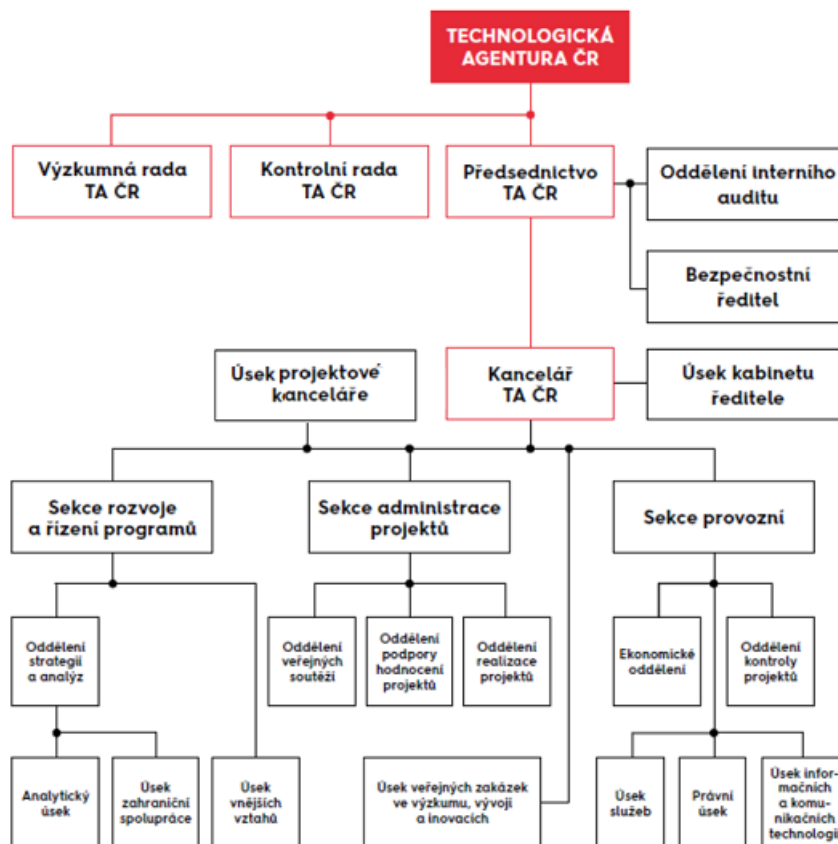 TECHNOLOGICKÁ
AGENTURA ČR
Výzkumná rada
TA ČR
Kontrolní rada
TA ČR
Předsednictvo
TA ČR
Oddělení interního
auditu
Bezpečnostní
ředitel
Úsek projektové
kanceláře
Kancelář
TA ČR
Úsek kabinetu
ředitele
Sekce rozvoje
a řízení programů
Sekce administrace
projektů
Sekce provozní
Oddělení
strategií
a analýz
Oddělení
veřejných
soutěží
Oddělení
podpory
hodnocení
projektů
Oddělení
realizace
projektů
Ekonomické
oddělení
Oddělení
kontroly
projektů
Analytický
úsek
Úsek
zahraniční
spolupráce
Úsek
vnějších
vztahů
Úsek veřejných zakázek
ve výzkumu, vývoji
a inovacích
Úsek
služeb
Právní
úsek
Úsek infor-
mačních
a komu-
nikačních
technologií